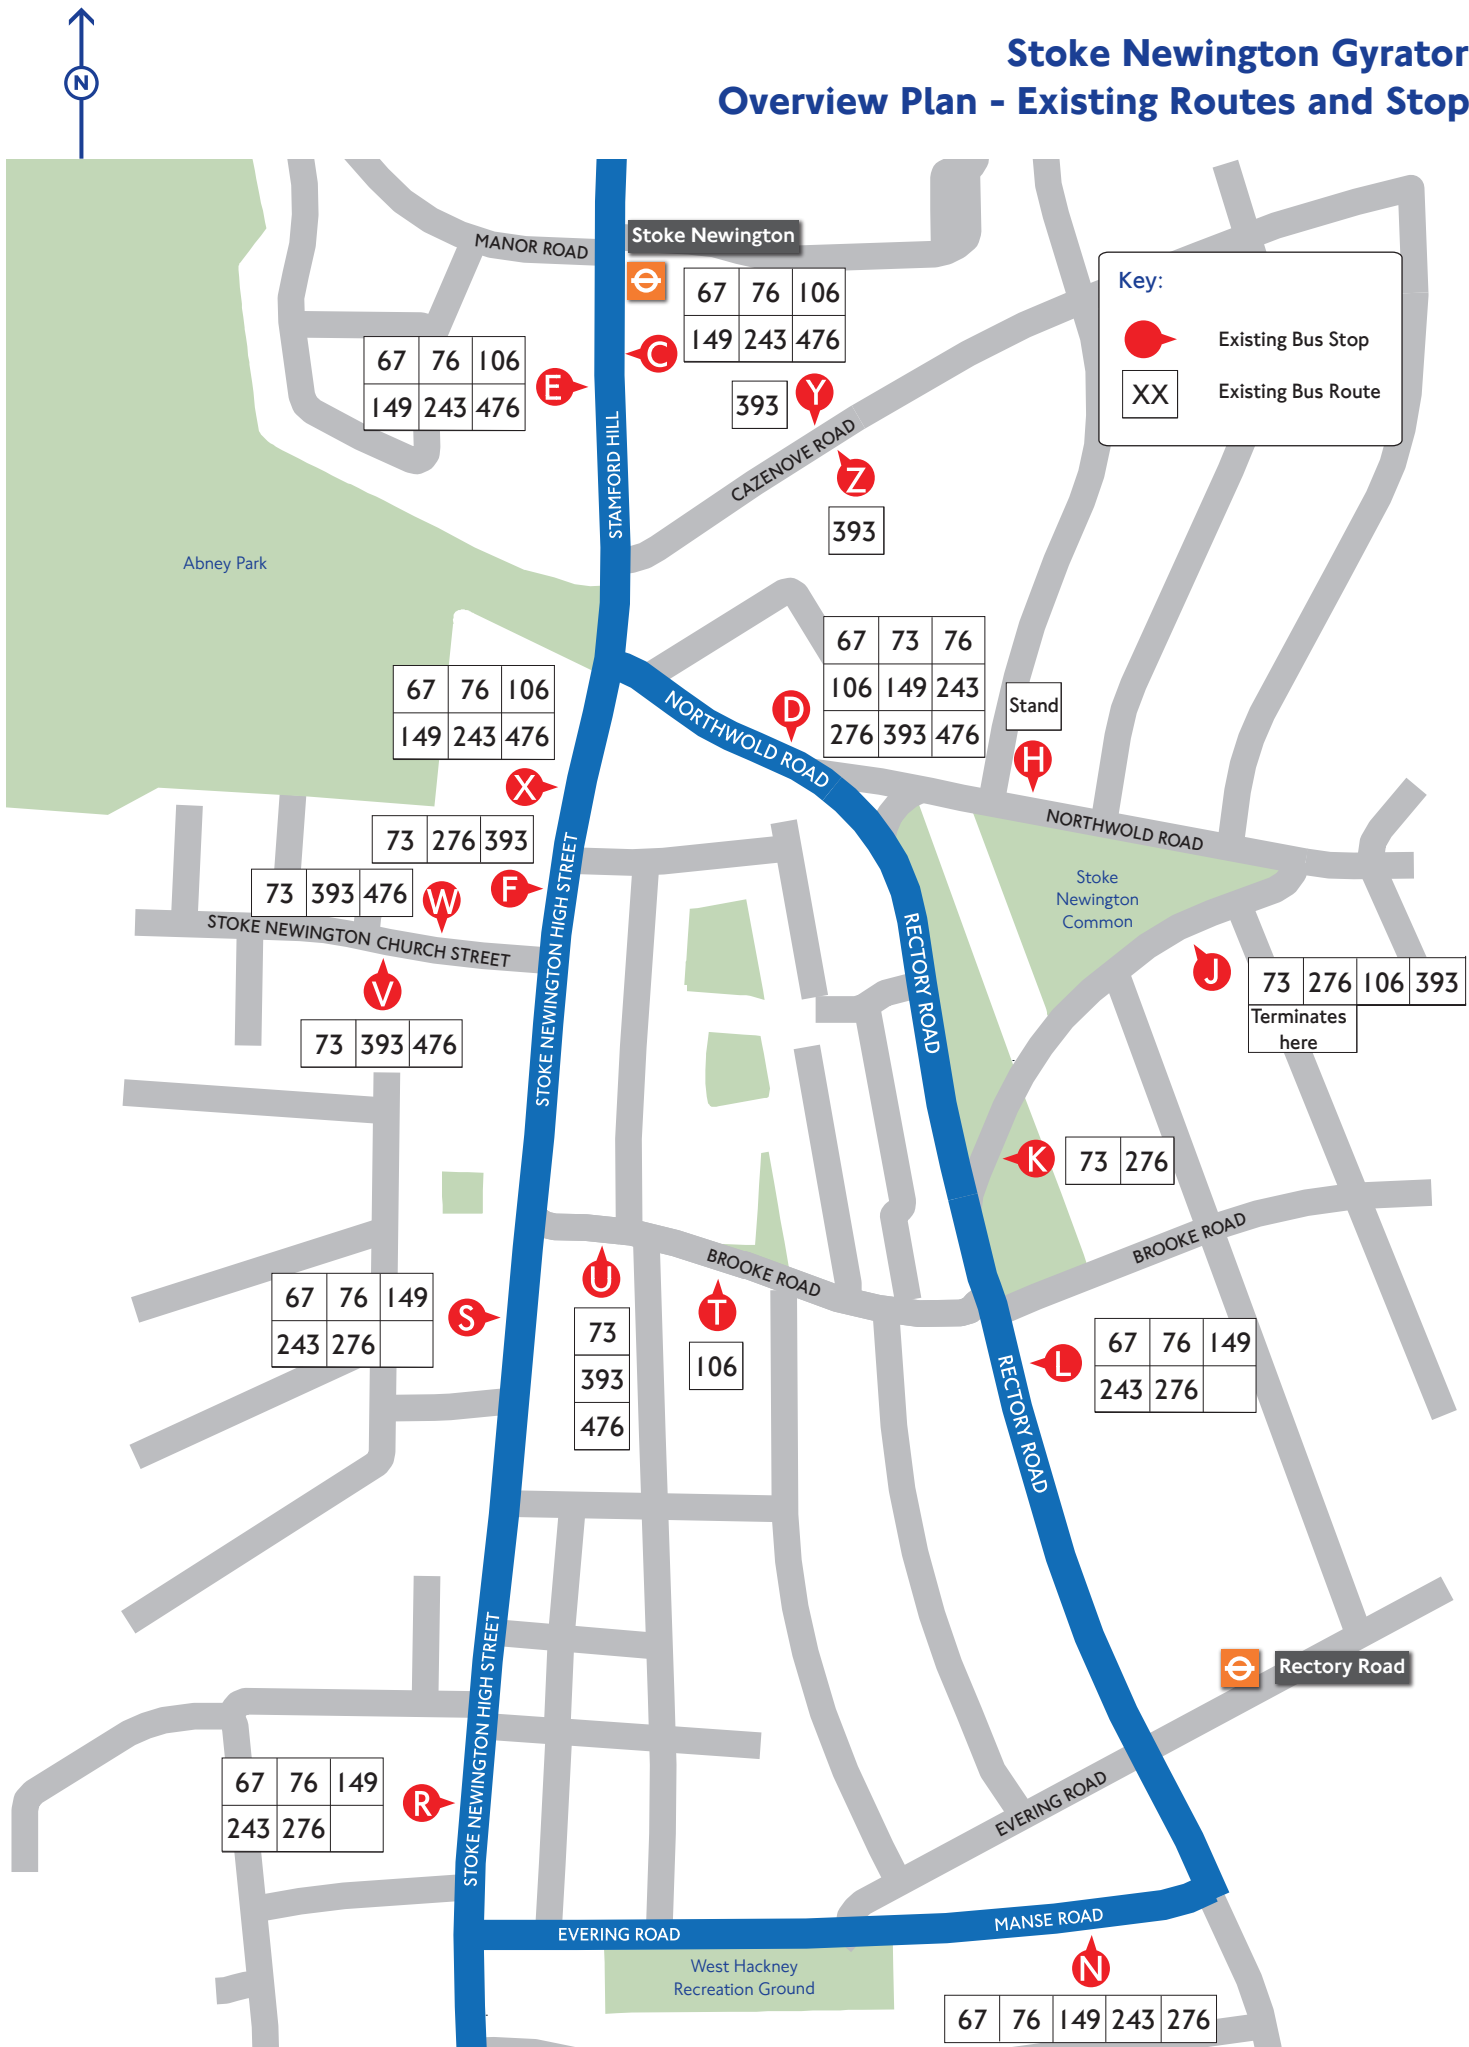 N
Stoke Newington Gyrator
Overview Plan - Existing Routes and Stop
MANOR ROAD
Stoke Newington
67 76 106
149 243 476
C
67 76 106
149 243 476
E
393
Y
CAZENOVE ROAD
Z
393
STAMFORD HILL
Key:
Existing Bus Stop
XX
Existing Bus Route
Abney Park
67 73 76
106 149 243
276 393 476
D
Stand
H
67 76 106
149 243 476
X
NORTHWOLD ROAD
NORTHWOLD ROAD
73 276 393
F
73 393 476
W
STOKE NEWINGTON CHURCH STREET
V
73 393 476
STOKE NEWINGTON HIGH STREET
Stoke
Newington
Common
RECTORY ROAD
J
73 276 106 393
Terminates
here
K
73 276
BROOKE ROAD
BROOKE ROAD
67 76 149
243 276
S
U
73
393
476
T
106
L
67 76 149
243 276
RECTORY ROAD
STOKE NEWINGTON HIGH STREET
Rectory Road
67 76 149
243 276
R
EVERING ROAD
EVERING ROAD
MANSE ROAD
West Hackney
Recreation Ground
N
67 76 149 243 276